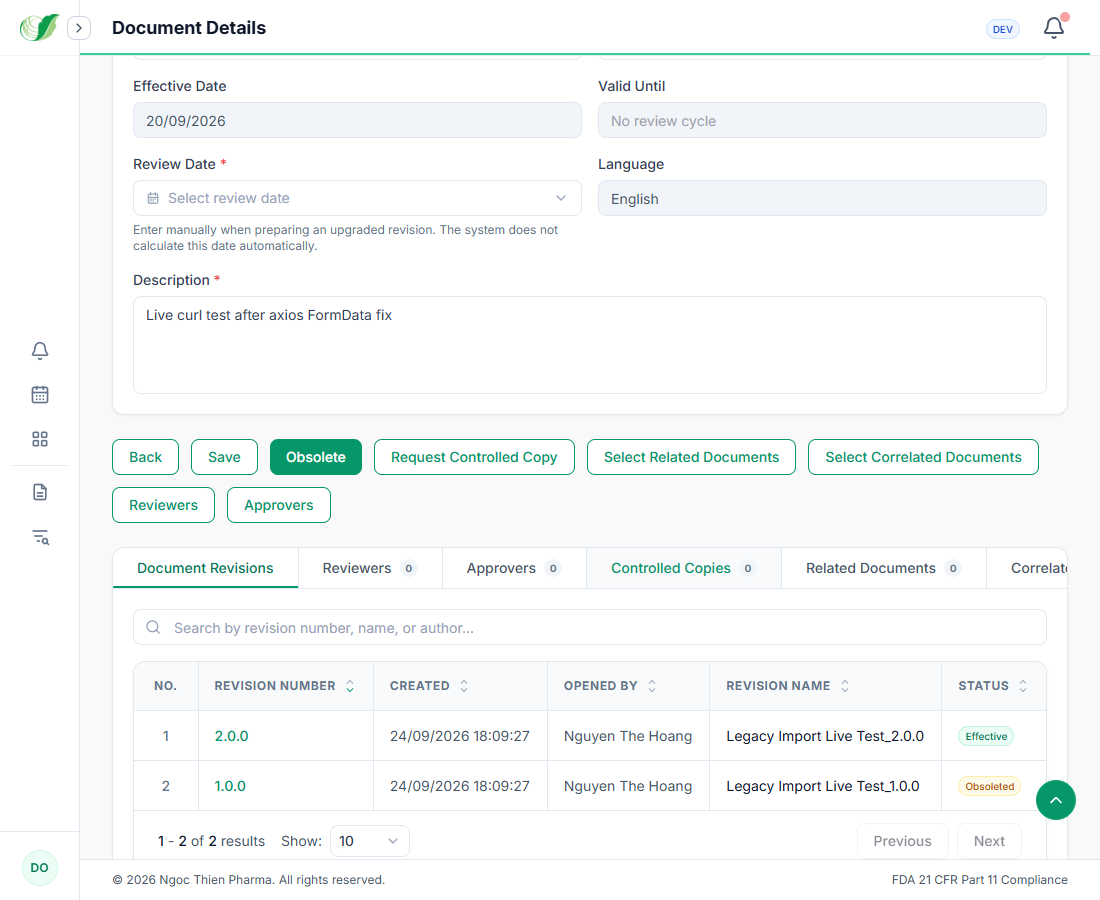 Document Details
DEV
Effective Date
Valid Until
20/09/2026
No review cycle
Review Date *
Language
Select review date
English
Enter manually when preparing an upgraded revision. The system does not
calculate this date automatically.
Description *
Live curl test after axios FormData fix
Back
Save
Obsolete
Request Controlled Copy
Select Related Documents
Select Correlated Documents
Reviewers
Approvers
Document Revisions
Reviewers 0
Approvers 0
Controlled Copies 0
Related Documents 0
Correlate
Search by revision number, name, or author...
NO. REVISION NUMBER CREATED OPENED BY REVISION NAME STATUS
1 2.0.0 24/09/2026 18:09:27 Nguyen The Hoang Legacy Import Live Test_2.0.0 Effective
2 1.0.0 24/09/2026 18:09:27 Nguyen The Hoang Legacy Import Live Test_1.0.0 Obsoleted
1 - 2 of 2 results Show: 10 Previous Next
DO
© 2026 Ngoc Thien Pharma. All rights reserved.
FDA 21 CFR Part 11 Compliance